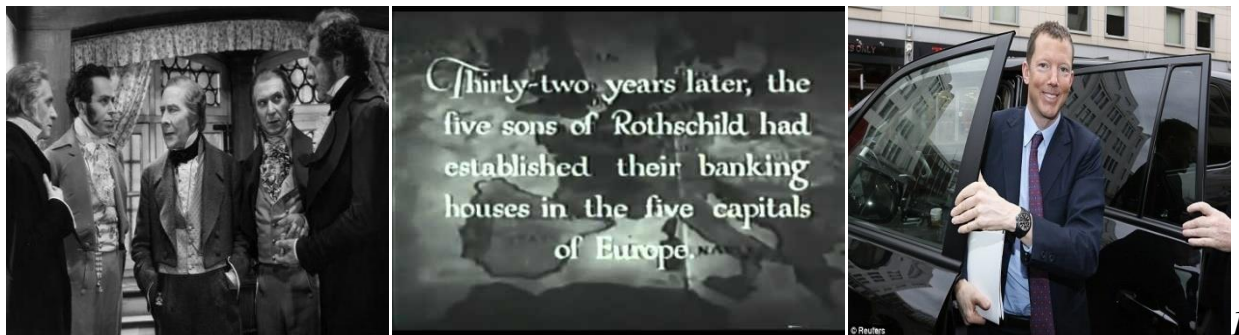 Thirty-two years later, the
five sons of Rothschild had
established their banking
houses in the five capitals
of Europe.
© Reuters